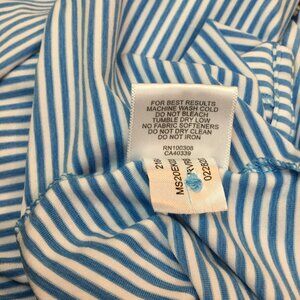 FOR BEST RESULTS
MACHINE WASH COLD
DO NOT BLEACH
TUMBLE DRY LOW
NO FABRIC SOFTENERS
DO NOT DRY CLEAN
DO NOT IRON
RN100308
CA40339